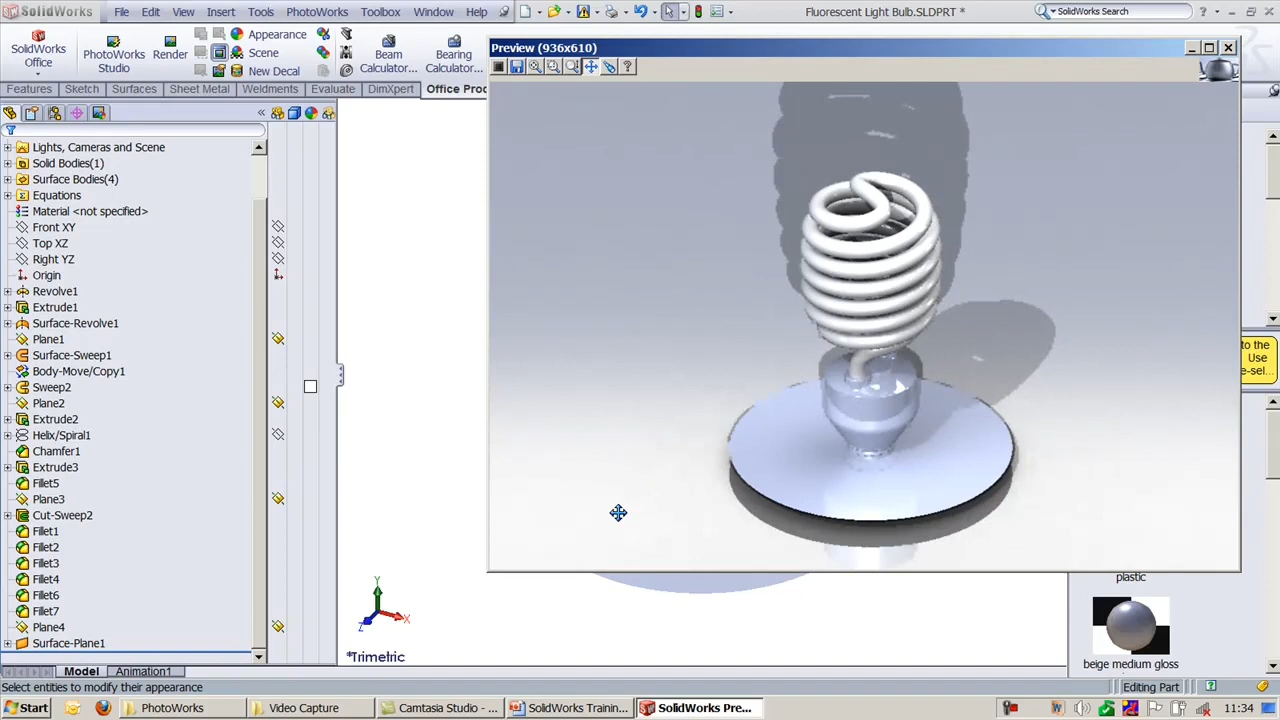 SolidWorks File Edit View Insert Tools PhotoWorks Toolbox Window Help Fluorescent Light Bulb.SLDPRT * SolidWorks Search
SolidWorks Office
PhotoWorks Studio
Render
Appearance
Scene
New Decal
Beam Calculator...
Bearing Calculator...
Features Sketch Surfaces Sheet Metal Weldments Evaluate DimXpert Office Proc
Preview (936x610)
Lights, Cameras and Scene
Solid Bodies(1)
Surface Bodies(4)
Equations
Material <not specified>
Front XY
Top XZ
Right YZ
Origin
Revolve1
Extrude1
Surface-Revolve1
Plane1
Surface-Sweep1
Body-Move/Copy1
Sweep2
Plane2
Extrude2
Helix/Spiral1
Chamfer1
Extrude3
Fillet5
Plane3
Cut-Sweep2
Fillet1
Fillet2
Fillet3
Fillet4
Fillet6
Fillet7
Plane4
Surface-Plane1
Y
X
Z
*Trimetric
to the
Use
e-sel...
plastic
beige medium gloss
Model Animation1
Select entities to modify their appearance Editing Part
Start PhotoWorks Video Capture Camtasia Studio - ... SolidWorks Trainin... SolidWorks Pre... 11:34